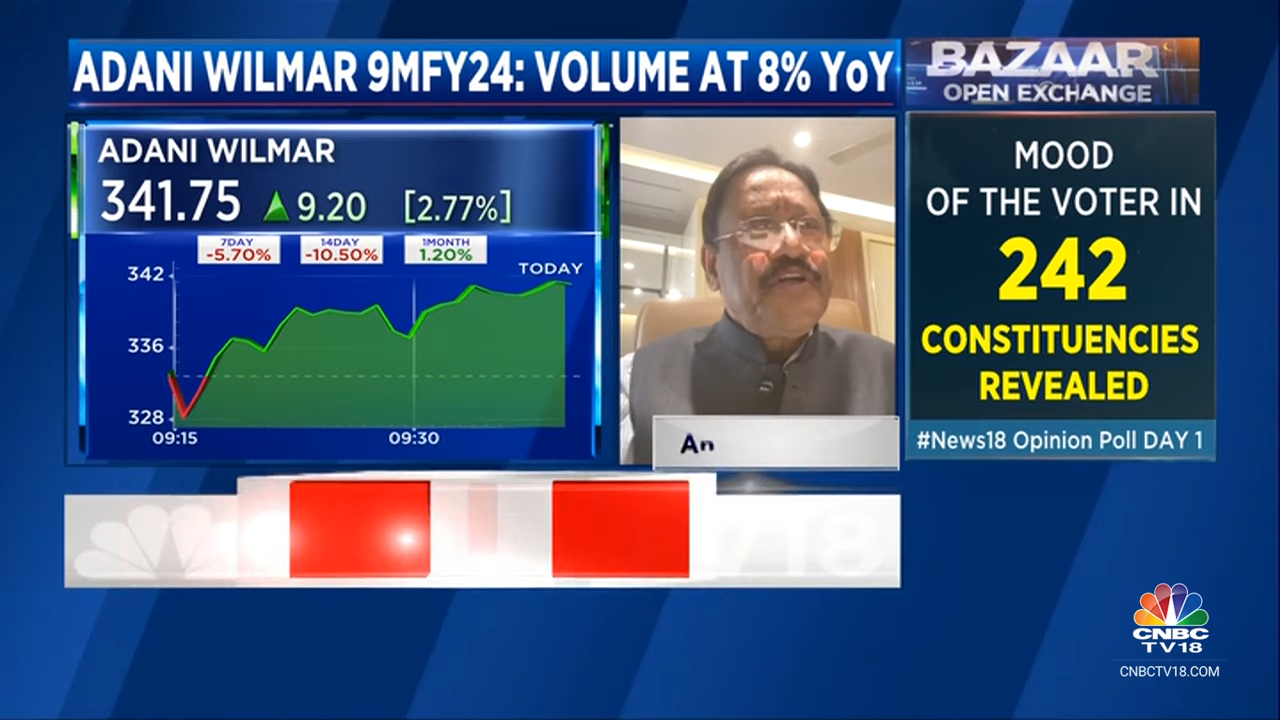 ADANI WILMAR 9MFY24: VOLUME AT 8% YoY
BAZAAR
OPEN EXCHANGE
ADANI WILMAR
341.75 9.20 [2.77%]
7DAY
-5.70%
14DAY
-10.50%
1MONTH
1.20%
TODAY
342
336
328
09:15
09:30
An
MOOD
OF THE VOTER IN
242
CONSTITUENCIES
REVEALED
#News18 Opinion Poll DAY 1
V18
CNBC
TV18
CNBCTV18.COM